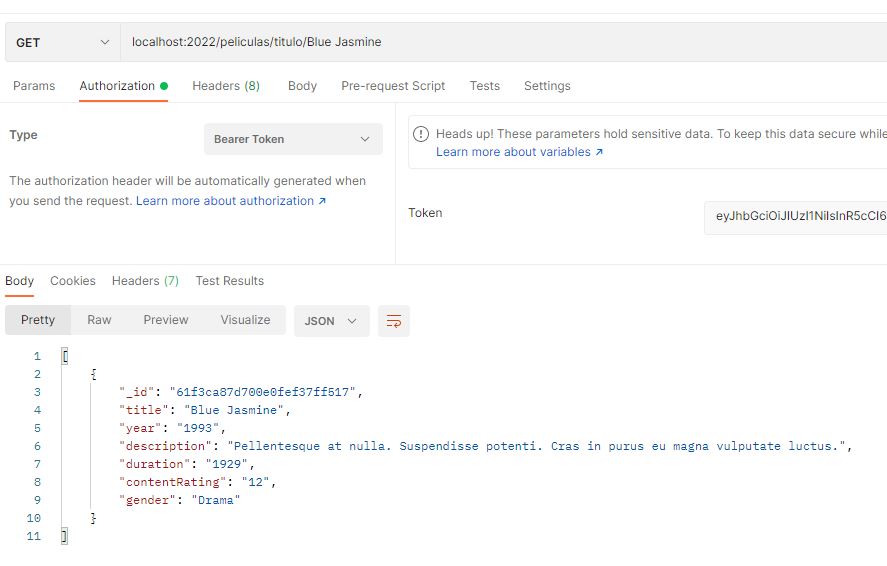 GET localhost:2022/peliculas/titulo/Blue Jasmine
Params Authorization Headers (8) Body Pre-request Script Tests Settings
Type Bearer Token
The authorization header will be automatically generated when
you send the request. Learn more about authorization ↗
Heads up! These parameters hold sensitive data. To keep this data secure while
Learn more about variables ↗
Token eyJhbGciOiJIUzI1NiIsInR5cCI6
Body Cookies Headers (7) Test Results
Pretty Raw Preview Visualize JSON
1 [
2 {
3 "_id": "61f3ca87d700e0fef37ff517",
4 "title": "Blue Jasmine",
5 "year": "1993",
6 "description": "Pellentesque at nulla. Suspendisse potenti. Cras in purus eu magna vulputate luctus.",
7 "duration": "1929",
8 "contentRating": "12",
9 "gender": "Drama"
10 }
11 ]